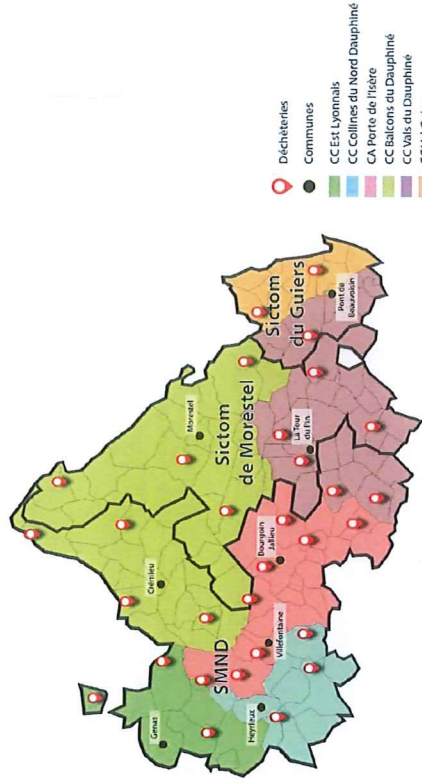 Déchèteries
Communes
CC Est Lyonnais
CC Collines du Nord Dauphiné
CA Porte de l'Isère
CC Balcons du Dauphiné
CC Vals du Dauphiné
Genas
Crémieu
Morestel
SMND
Heyrieux
Villefontaine
Bourgoin
Jallieu
Sictom
de Morestel
La Tour
du Pin
Sictom
du Guiers
Pont de
Beauvoisin